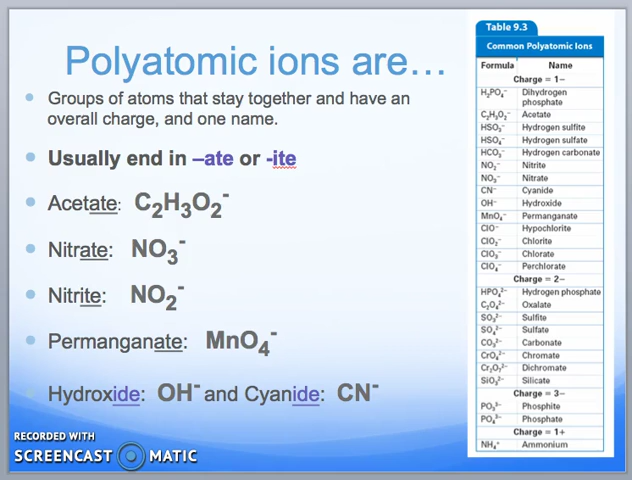 Polyatomic ions are…
Groups of atoms that stay together and have an
overall charge, and one name.
Usually end in –ate or -ite
Acetate: C₂H₃O₂⁻
Nitrate: NO₃⁻
Nitrite: NO₂⁻
Permanganate: MnO₄⁻
Hydroxide: OH⁻ and Cyanide: CN⁻
RECORDED WITH
SCREENCAST MATIC
Table 9.3
Common Polyatomic Ions
Formula Name
Charge = 1−
H₂PO₄⁻ Dihydrogen
phosphate
C₂H₃O₂⁻ Acetate
HSO₃⁻ Hydrogen sulfite
HSO₄⁻ Hydrogen sulfate
HCO₃⁻ Hydrogen carbonate
NO₂⁻ Nitrite
NO₃⁻ Nitrate
CN⁻ Cyanide
OH⁻ Hydroxide
MnO₄⁻ Permanganate
ClO⁻ Hypochlorite
ClO₂⁻ Chlorite
ClO₃⁻ Chlorate
ClO₄⁻ Perchlorate
Charge = 2−
HPO₄²⁻ Hydrogen phosphate
C₂O₄²⁻ Oxalate
SO₃²⁻ Sulfite
SO₄²⁻ Sulfate
CO₃²⁻ Carbonate
CrO₄²⁻ Chromate
Cr₂O₇²⁻ Dichromate
SiO₃²⁻ Silicate
Charge = 3−
PO₃³⁻ Phosphite
PO₄³⁻ Phosphate
Charge = 1+
NH₄⁺ Ammonium